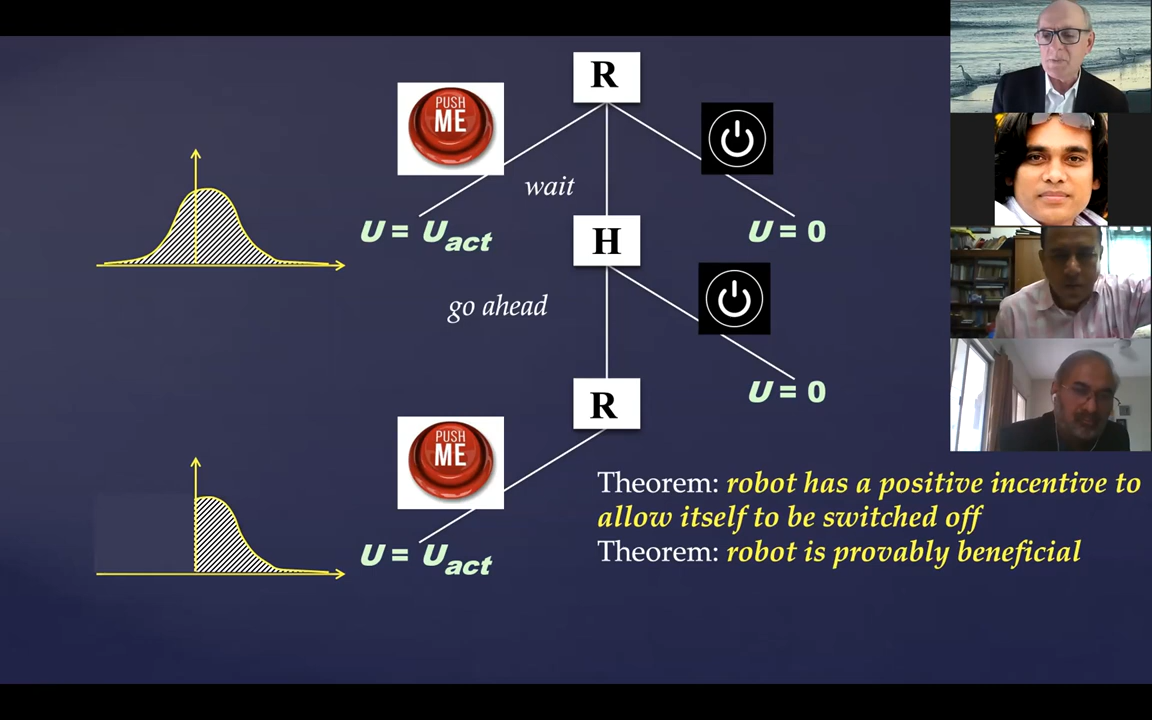 R
PUSH
ME
wait
U = Uact
U = 0
H
go ahead
U = 0
R
PUSH
ME
U = Uact
Theorem: robot has a positive incentive to
allow itself to be switched off
Theorem: robot is provably beneficial